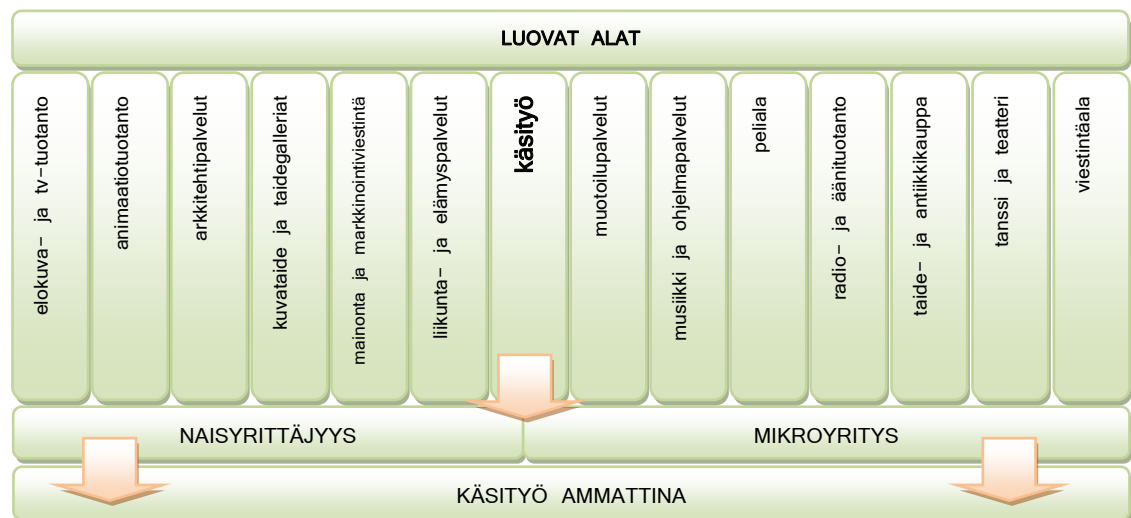 LUOVAT ALAT
elokuva- ja tv-tuotanto
animaatiotuotanto
arkkitehtipalvelut
kuvataide ja taidegalleriat
mainonta ja markkinointiviestintä
liikunta- ja elämyspalvelut
käsityö
muotoilupalvelut
musiikki ja ohjelmapalvelut
peliala
radio- ja äänituotanto
taide- ja antiikkikauppa
tanssi ja teatteri
viestintäala
NAISYRITTÄJYYS
MIKROYRITYS
KÄSITYÖ AMMATTINA